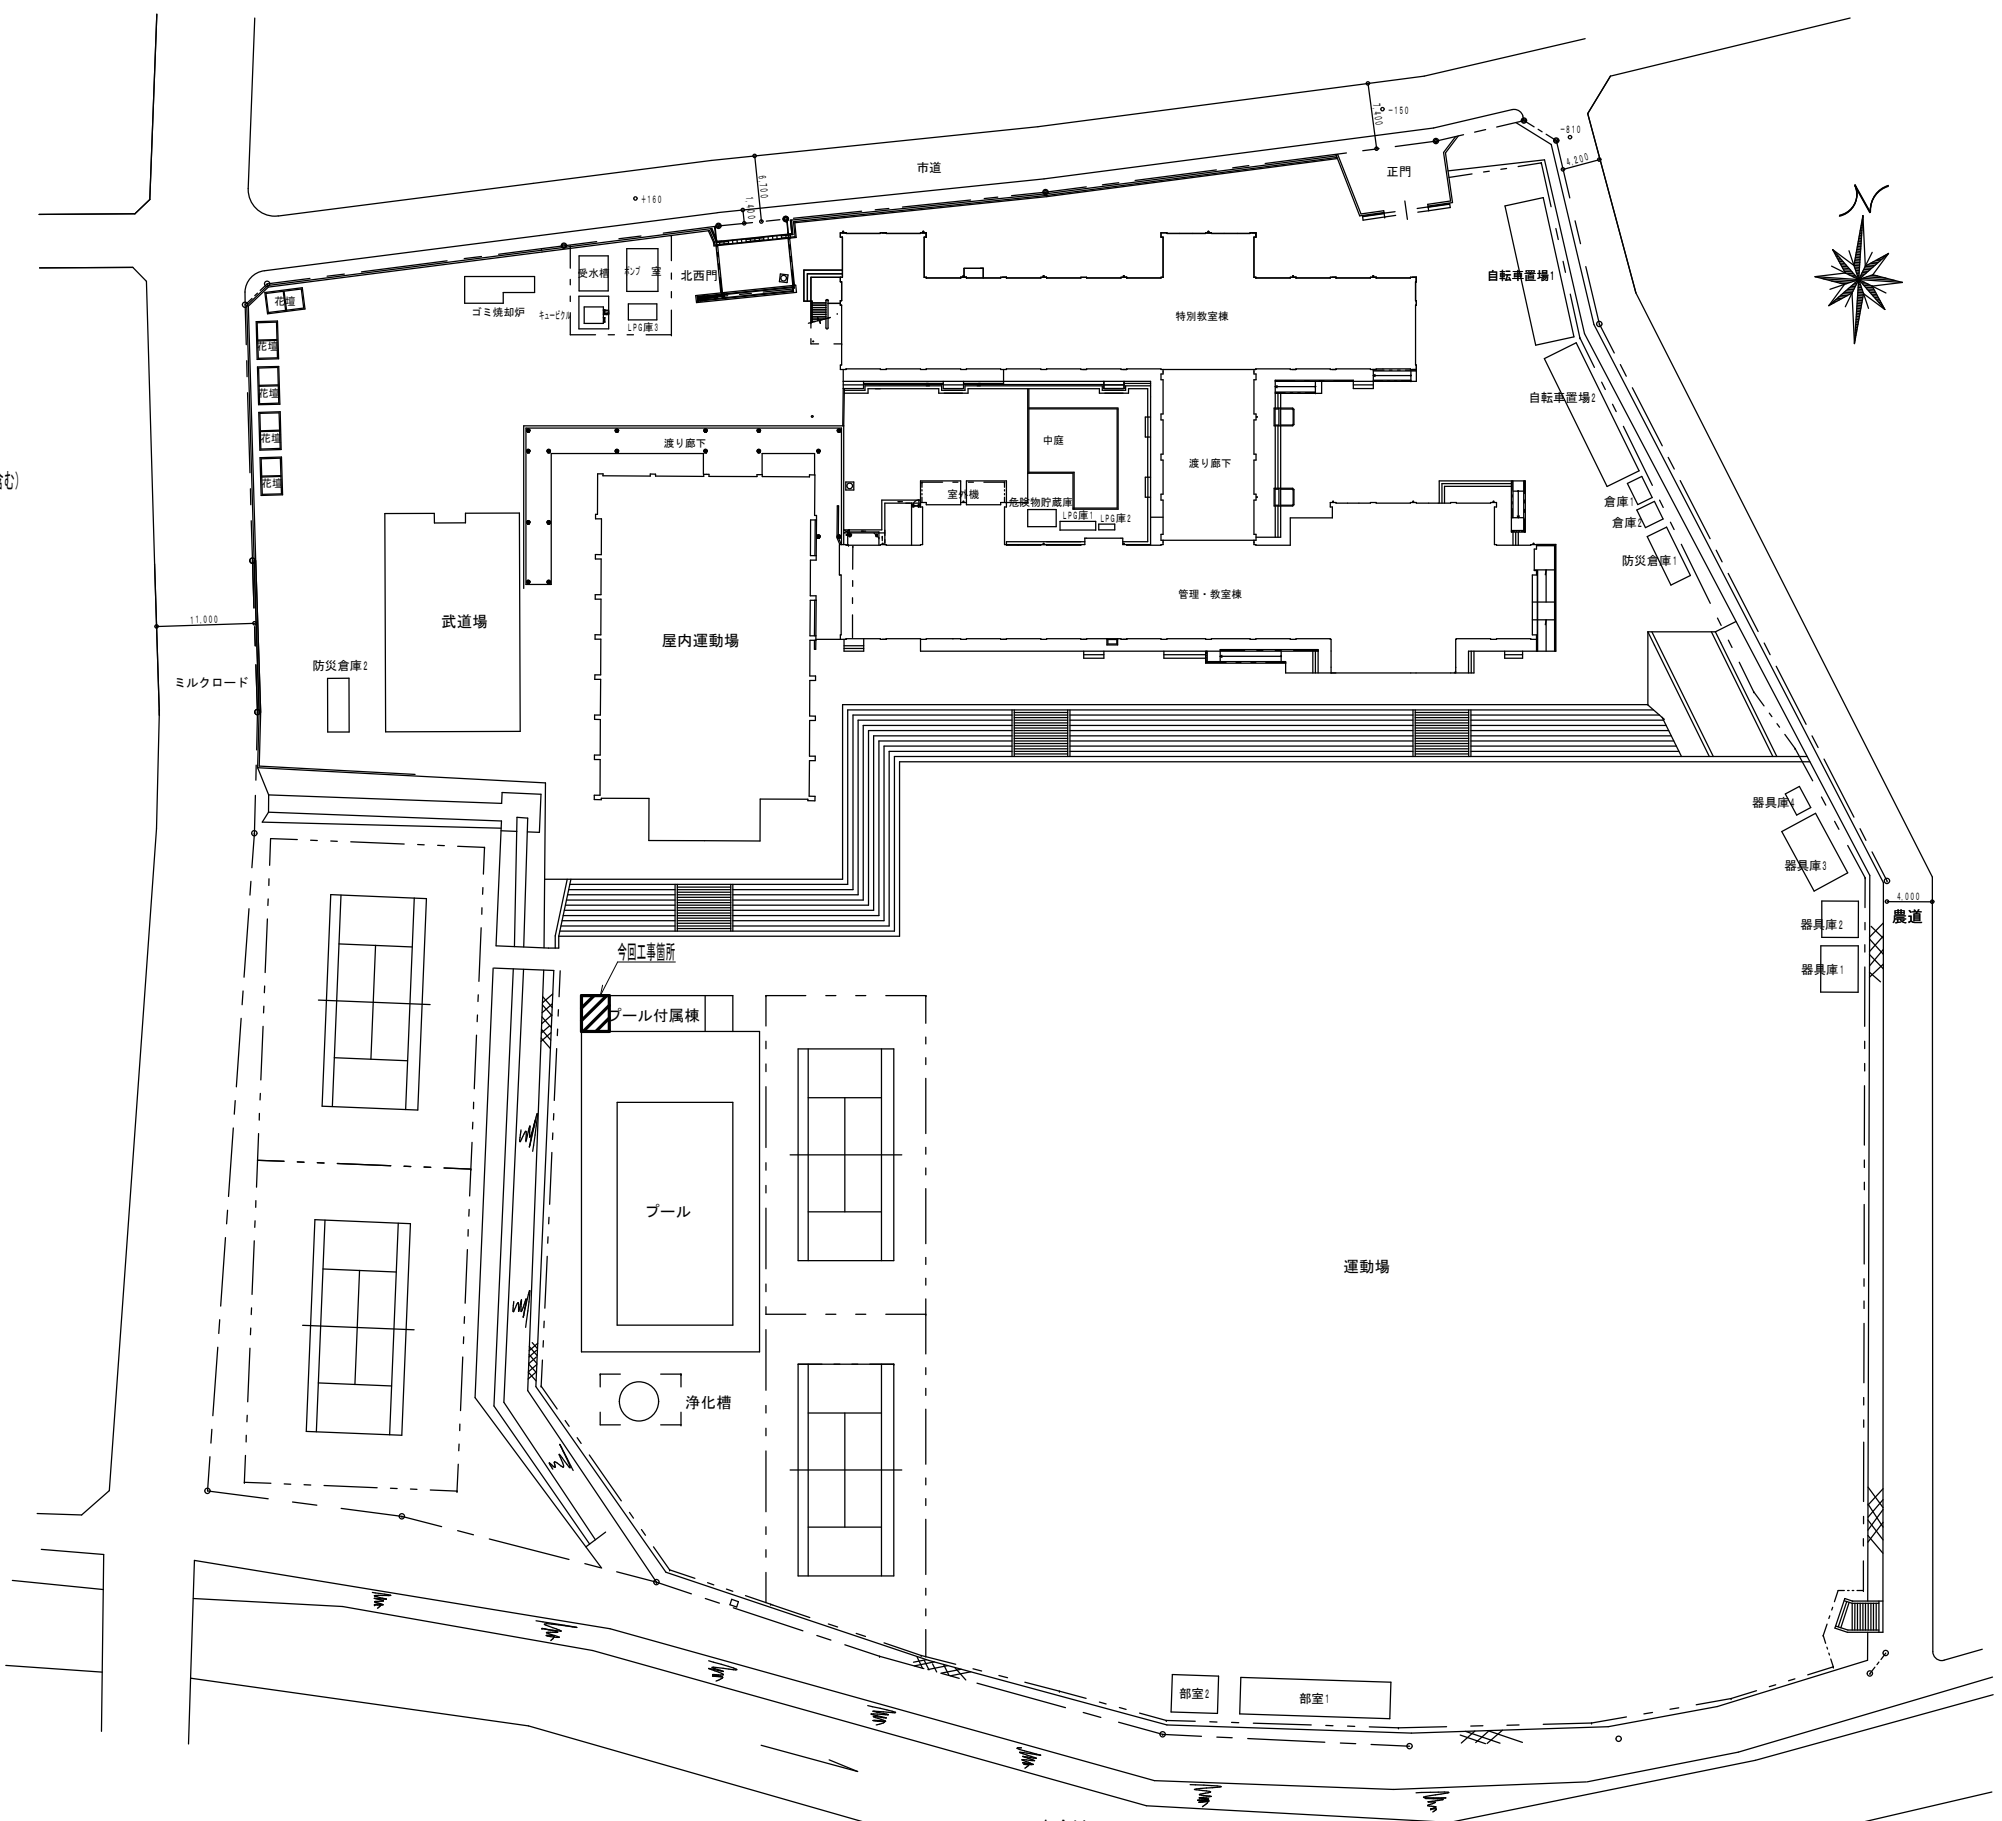 -150
7,400
-810
市道
4,200
正門
6,700
+160
1,400
北西門
受水槽
ポンプ 室
自転車置場1
花壇
ゴミ焼却炉
キュービクル
LPG庫3
特別教室棟
花壇
花壇
自転車置場2
花壇
渡り廊下
中庭
渡り廊下
花壇
含む)
室外機
危険物貯蔵庫
LPG庫1
LPG庫2
倉庫1
倉庫2
防災倉庫1
管理・教室棟
11,000
武道場
屋内運動場
防災倉庫2
ミルクロード
器具庫4
器具庫3
4,000
農道
器具庫2
今回工事箇所
器具庫1
プール付属棟
プール
運動場
浄化槽
部室2
部室1